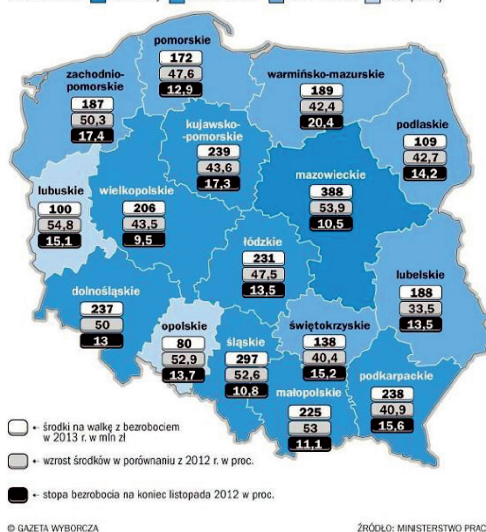 pomorskie
172
47,6
12,9
zachodnio-
pomorskie
187
50,3
17,4
warmińsko-mazurskie
189
42,4
20,4
podlaskie
109
42,7
14,2
kujawsko-
-pomorskie
239
43,6
17,3
mazowieckie
388
53,9
10,5
lubuskie
100
54,8
15,1
wielkopolskie
206
43,5
9,5
łódzkie
231
47,5
13,5
lubelskie
188
33,5
13,5
dolnośląskie
237
50
13
opolskie
80
52,9
13,7
śląskie
297
52,6
10,8
świętokrzyskie
138
40,4
15,2
małopolskie
225
53
11,1
podkarpackie
238
40,9
15,6
- środki na walkę z bezrobociem
w 2013 r. w mln zł
- wzrost środków w porównaniu z 2012 r. w proc.
- stopa bezrobocia na koniec listopada 2012 w proc.
© GAZETA WYBORCZA
ŹRÓDŁO: MINISTERSTWO PRAC